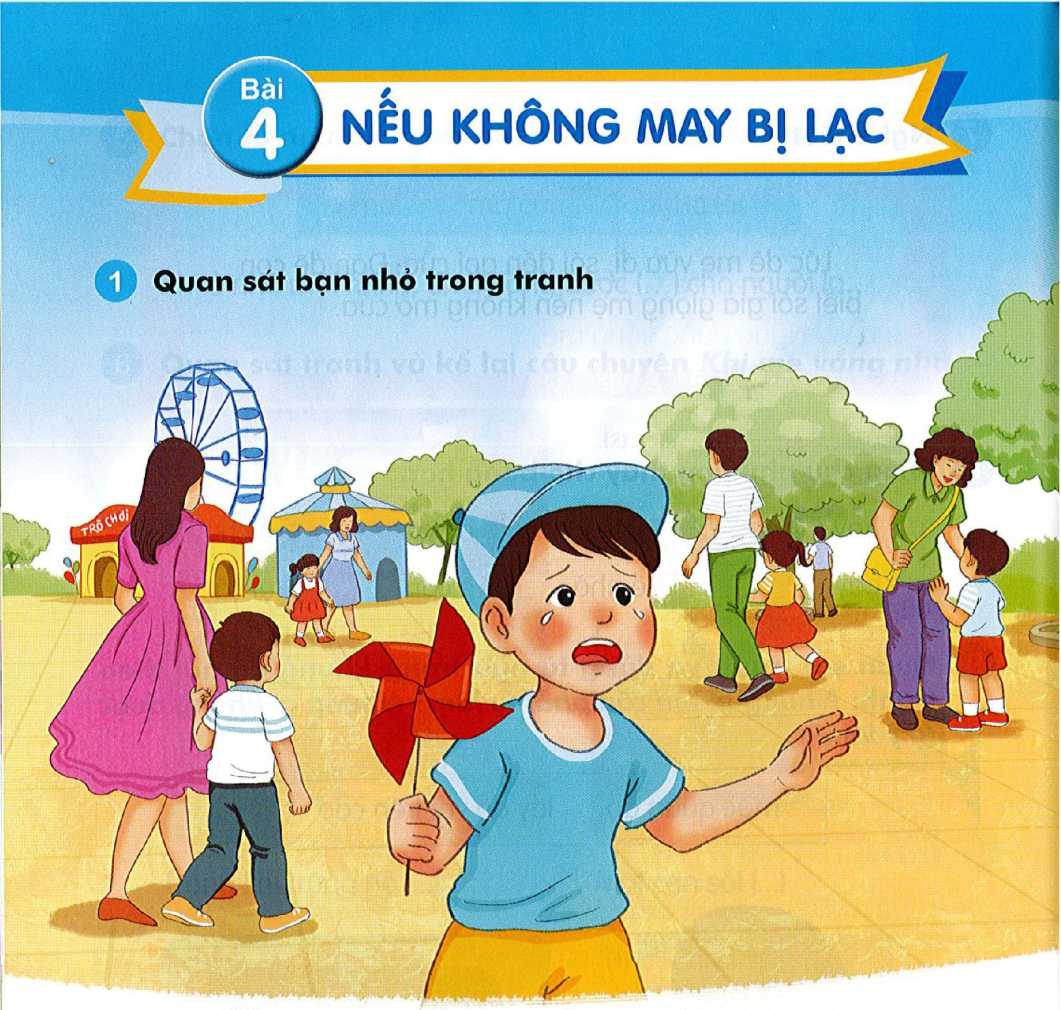 Bài
4
NẾU KHÔNG MAY BỊ LẠC
1 Quan sát bạn nhỏ trong tranh
TRÒ CHƠI